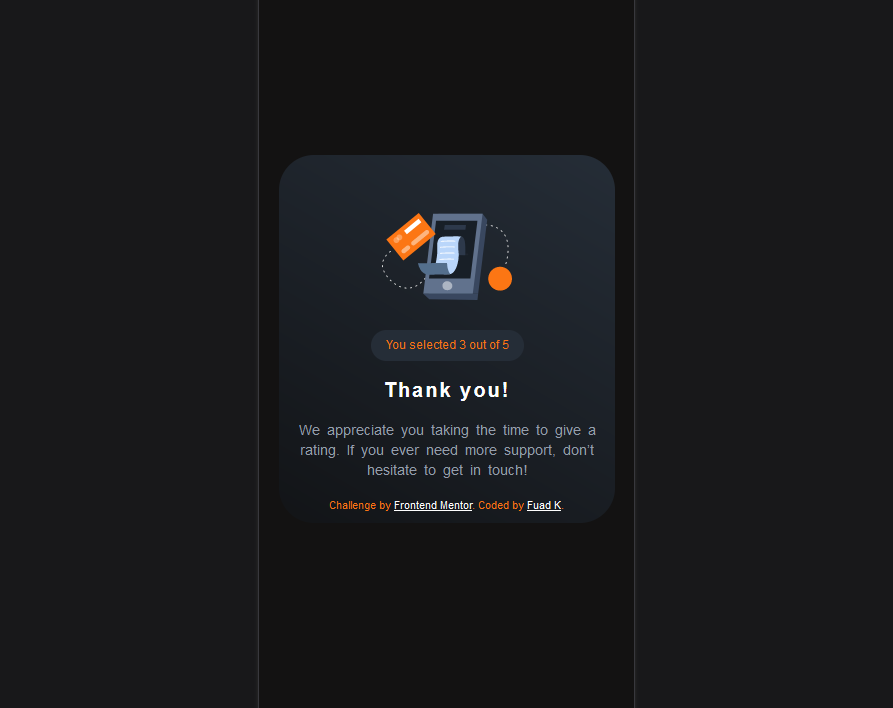 You selected 3 out of 5
Thank you!
We appreciate you taking the time to give a
rating. If you ever need more support, don't
hesitate to get in touch!
Challenge by Frontend Mentor. Coded by Fuad K.